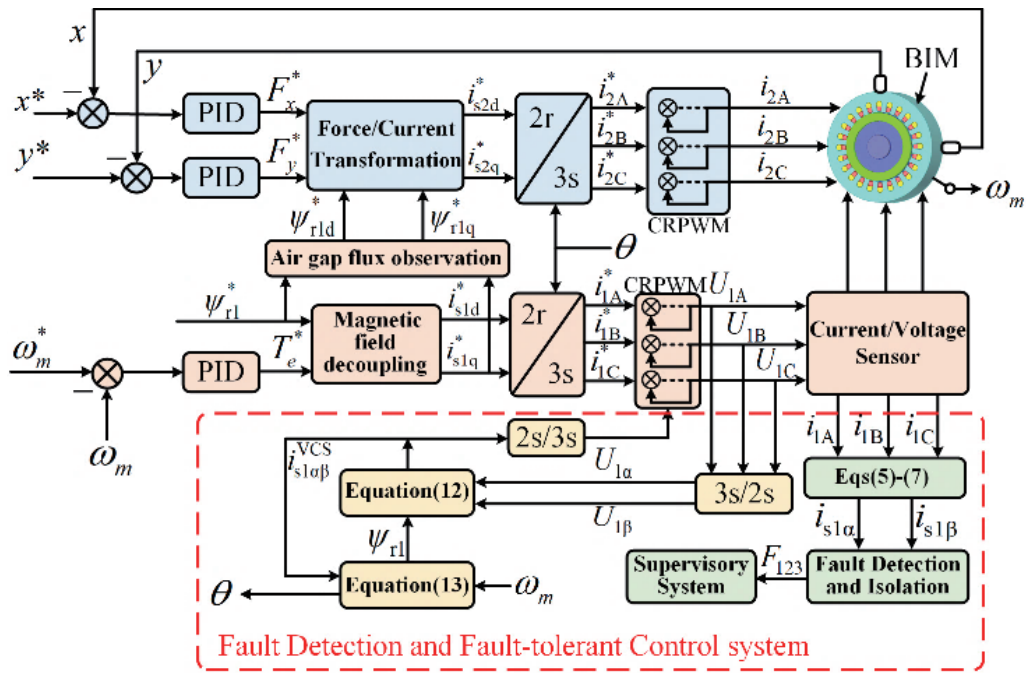 x
y
BIM
x*
−
PID
F*x
Force/Current
Transformation
i*s2d
2r
3s
i*2A
i2A
y*
−
PID
F*y
i*s2q
i*2B
i2B
i*2C
i2C
CRPWM
ωm
ψ*r1d
ψ*r1q
Air gap flux observation
θ
ψ*r1
Magnetic
field
decoupling
i*s1d
2r
3s
i*1A
CRPWM
U1A
Current/Voltage
Sensor
ω*m
−
PID
T*e
i*s1q
i*1B
U1B
i*1C
U1C
ωm
i1A
i1B
i1C
2s/3s
iVCSs1αβ
Equation(12)
U1α
U1β
3s/2s
Eqs(5)-(7)
is1α
is1β
ψr1
Equation(13)
ωm
θ
Supervisory
System
F123
Fault Detection
and Isolation
Fault Detection and Fault-tolerant Control system